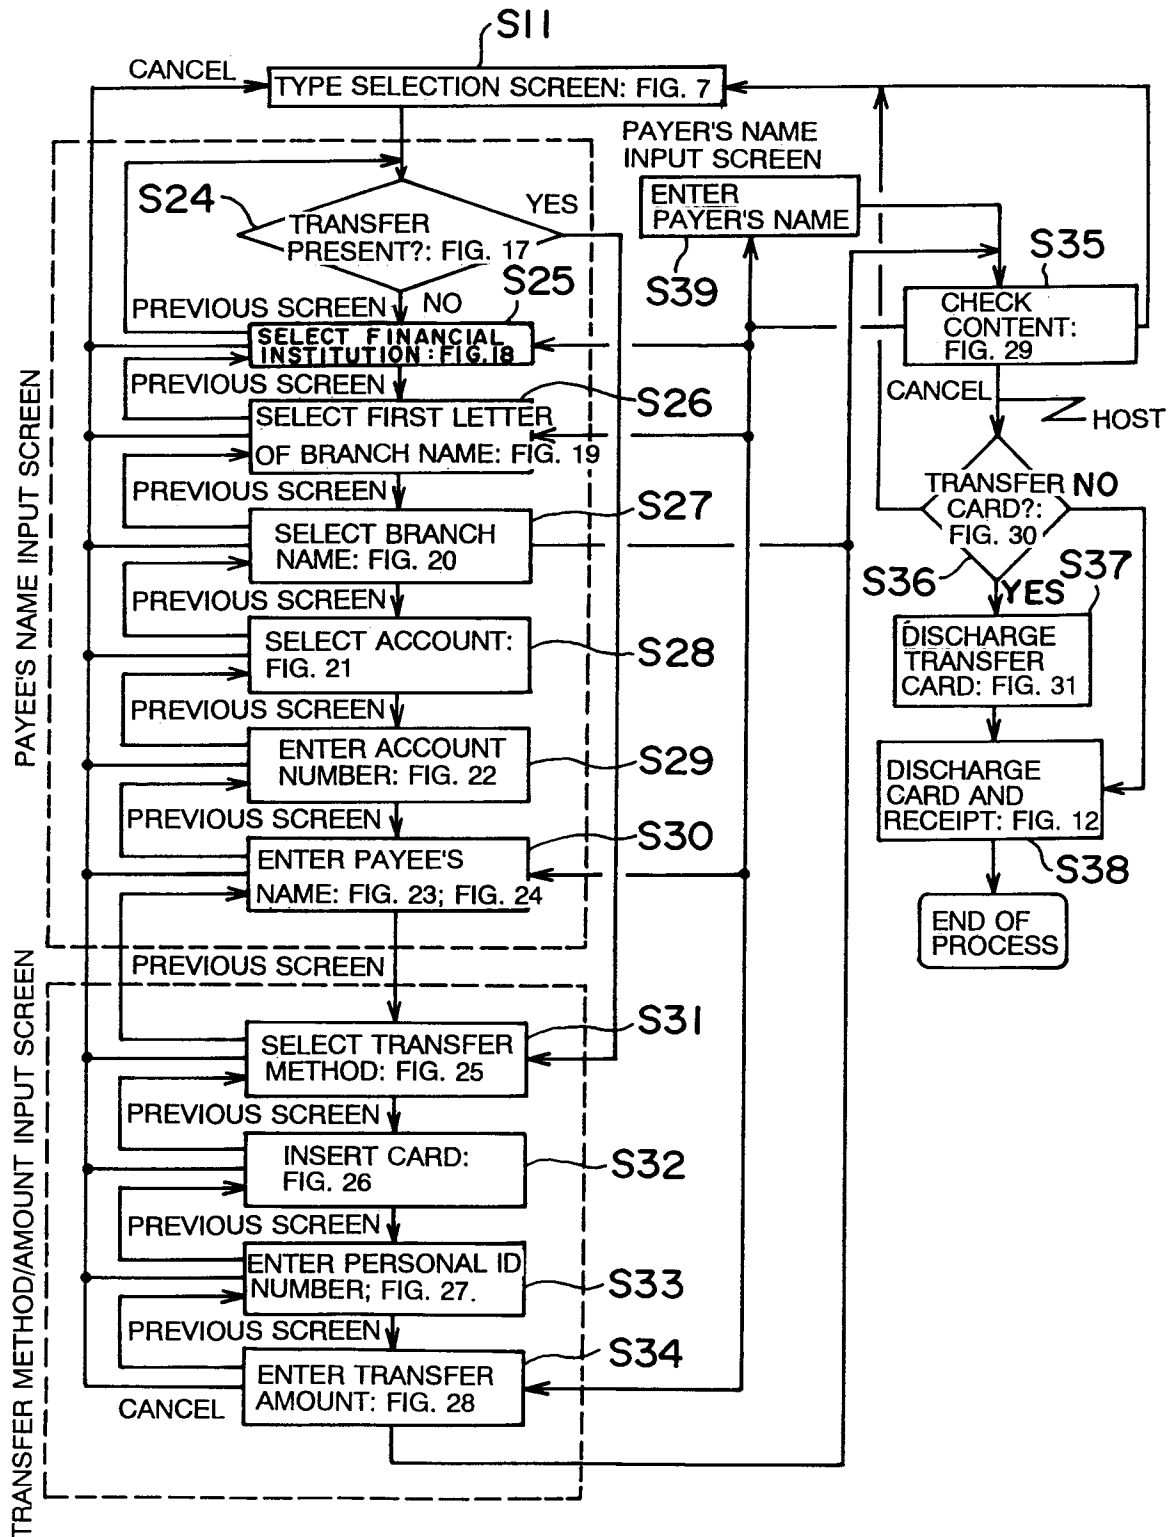 S11
CANCEL
TYPE SELECTION SCREEN: FIG. 7
PAYER'S NAME
INPUT SCREEN
S24
YES
ENTER
PAYER'S NAME
TRANSFER
PRESENT?: FIG. 17
S39
S35
S25
PREVIOUS SCREEN
NO
CHECK
CONTENT:
FIG. 29
SELECT FINANCIAL
INSTITUTION: FIG. 18
PREVIOUS SCREEN
CANCEL
HOST
S26
SELECT FIRST LETTER
OF BRANCH NAME: FIG. 19
PREVIOUS SCREEN
TRANSFER
CARD?:
FIG. 30
NO
S27
SELECT BRANCH
NAME: FIG. 20
S36
S37
YES
PREVIOUS SCREEN
S28
SELECT ACCOUNT:
FIG. 21
DISCHARGE
TRANSFER
CARD: FIG. 31
PREVIOUS SCREEN
S29
ENTER ACCOUNT
NUMBER: FIG. 22
DISCHARGE
CARD AND
RECEIPT: FIG. 12
PREVIOUS SCREEN
S30
S38
ENTER PAYEE'S
NAME: FIG. 23; FIG. 24
END OF
PROCESS
PAYEE'S NAME INPUT SCREEN
PREVIOUS SCREEN
S31
SELECT TRANSFER
METHOD: FIG. 25
PREVIOUS SCREEN
S32
INSERT CARD:
FIG. 26
PREVIOUS SCREEN
S33
ENTER PERSONAL ID
NUMBER; FIG. 27.
PREVIOUS SCREEN
S34
ENTER TRANSFER
AMOUNT: FIG. 28
CANCEL
TRANSFER METHOD/AMOUNT INPUT SCREEN